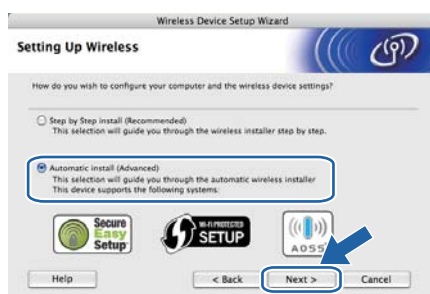 Wireless Device Setup Wizard
Setting Up Wireless
How do you wish to configure your computer and the wireless device settings?
Step by Step install (Recommended)
This selection will guide you through the wireless installer step by step.
Automatic install (Advanced)
This selection will guide you through the automatic wireless installer
This device supports the following systems:
Secure
Easy
Setup
WI-FI PROTECTED
SETUP
AOSS
Help
< Back
Next >
Cancel